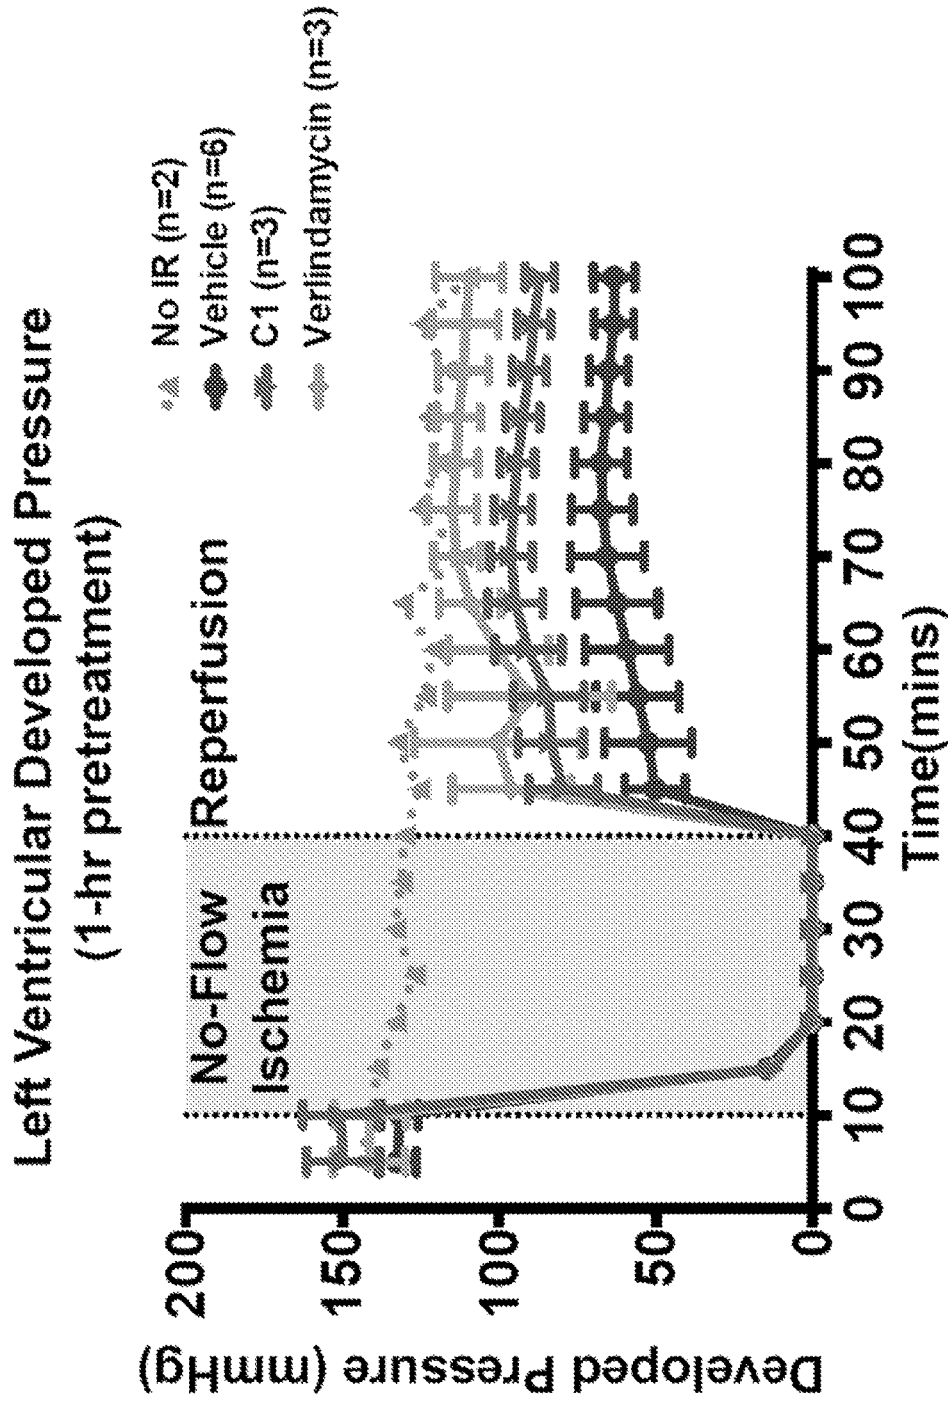 Left Ventricular Developed Pressure
(1-hr pretreatment)
No-Flow
Ischemia
Reperfusion
No IR (n=2)
Vehicle (n=6)
C1 (n=3)
Verlindamycin (n=3)
Developed Pressure (mmHg)
200
150
100
50
0
0 10 20 30 40 50 60 70 80 90 100
Time(mins)